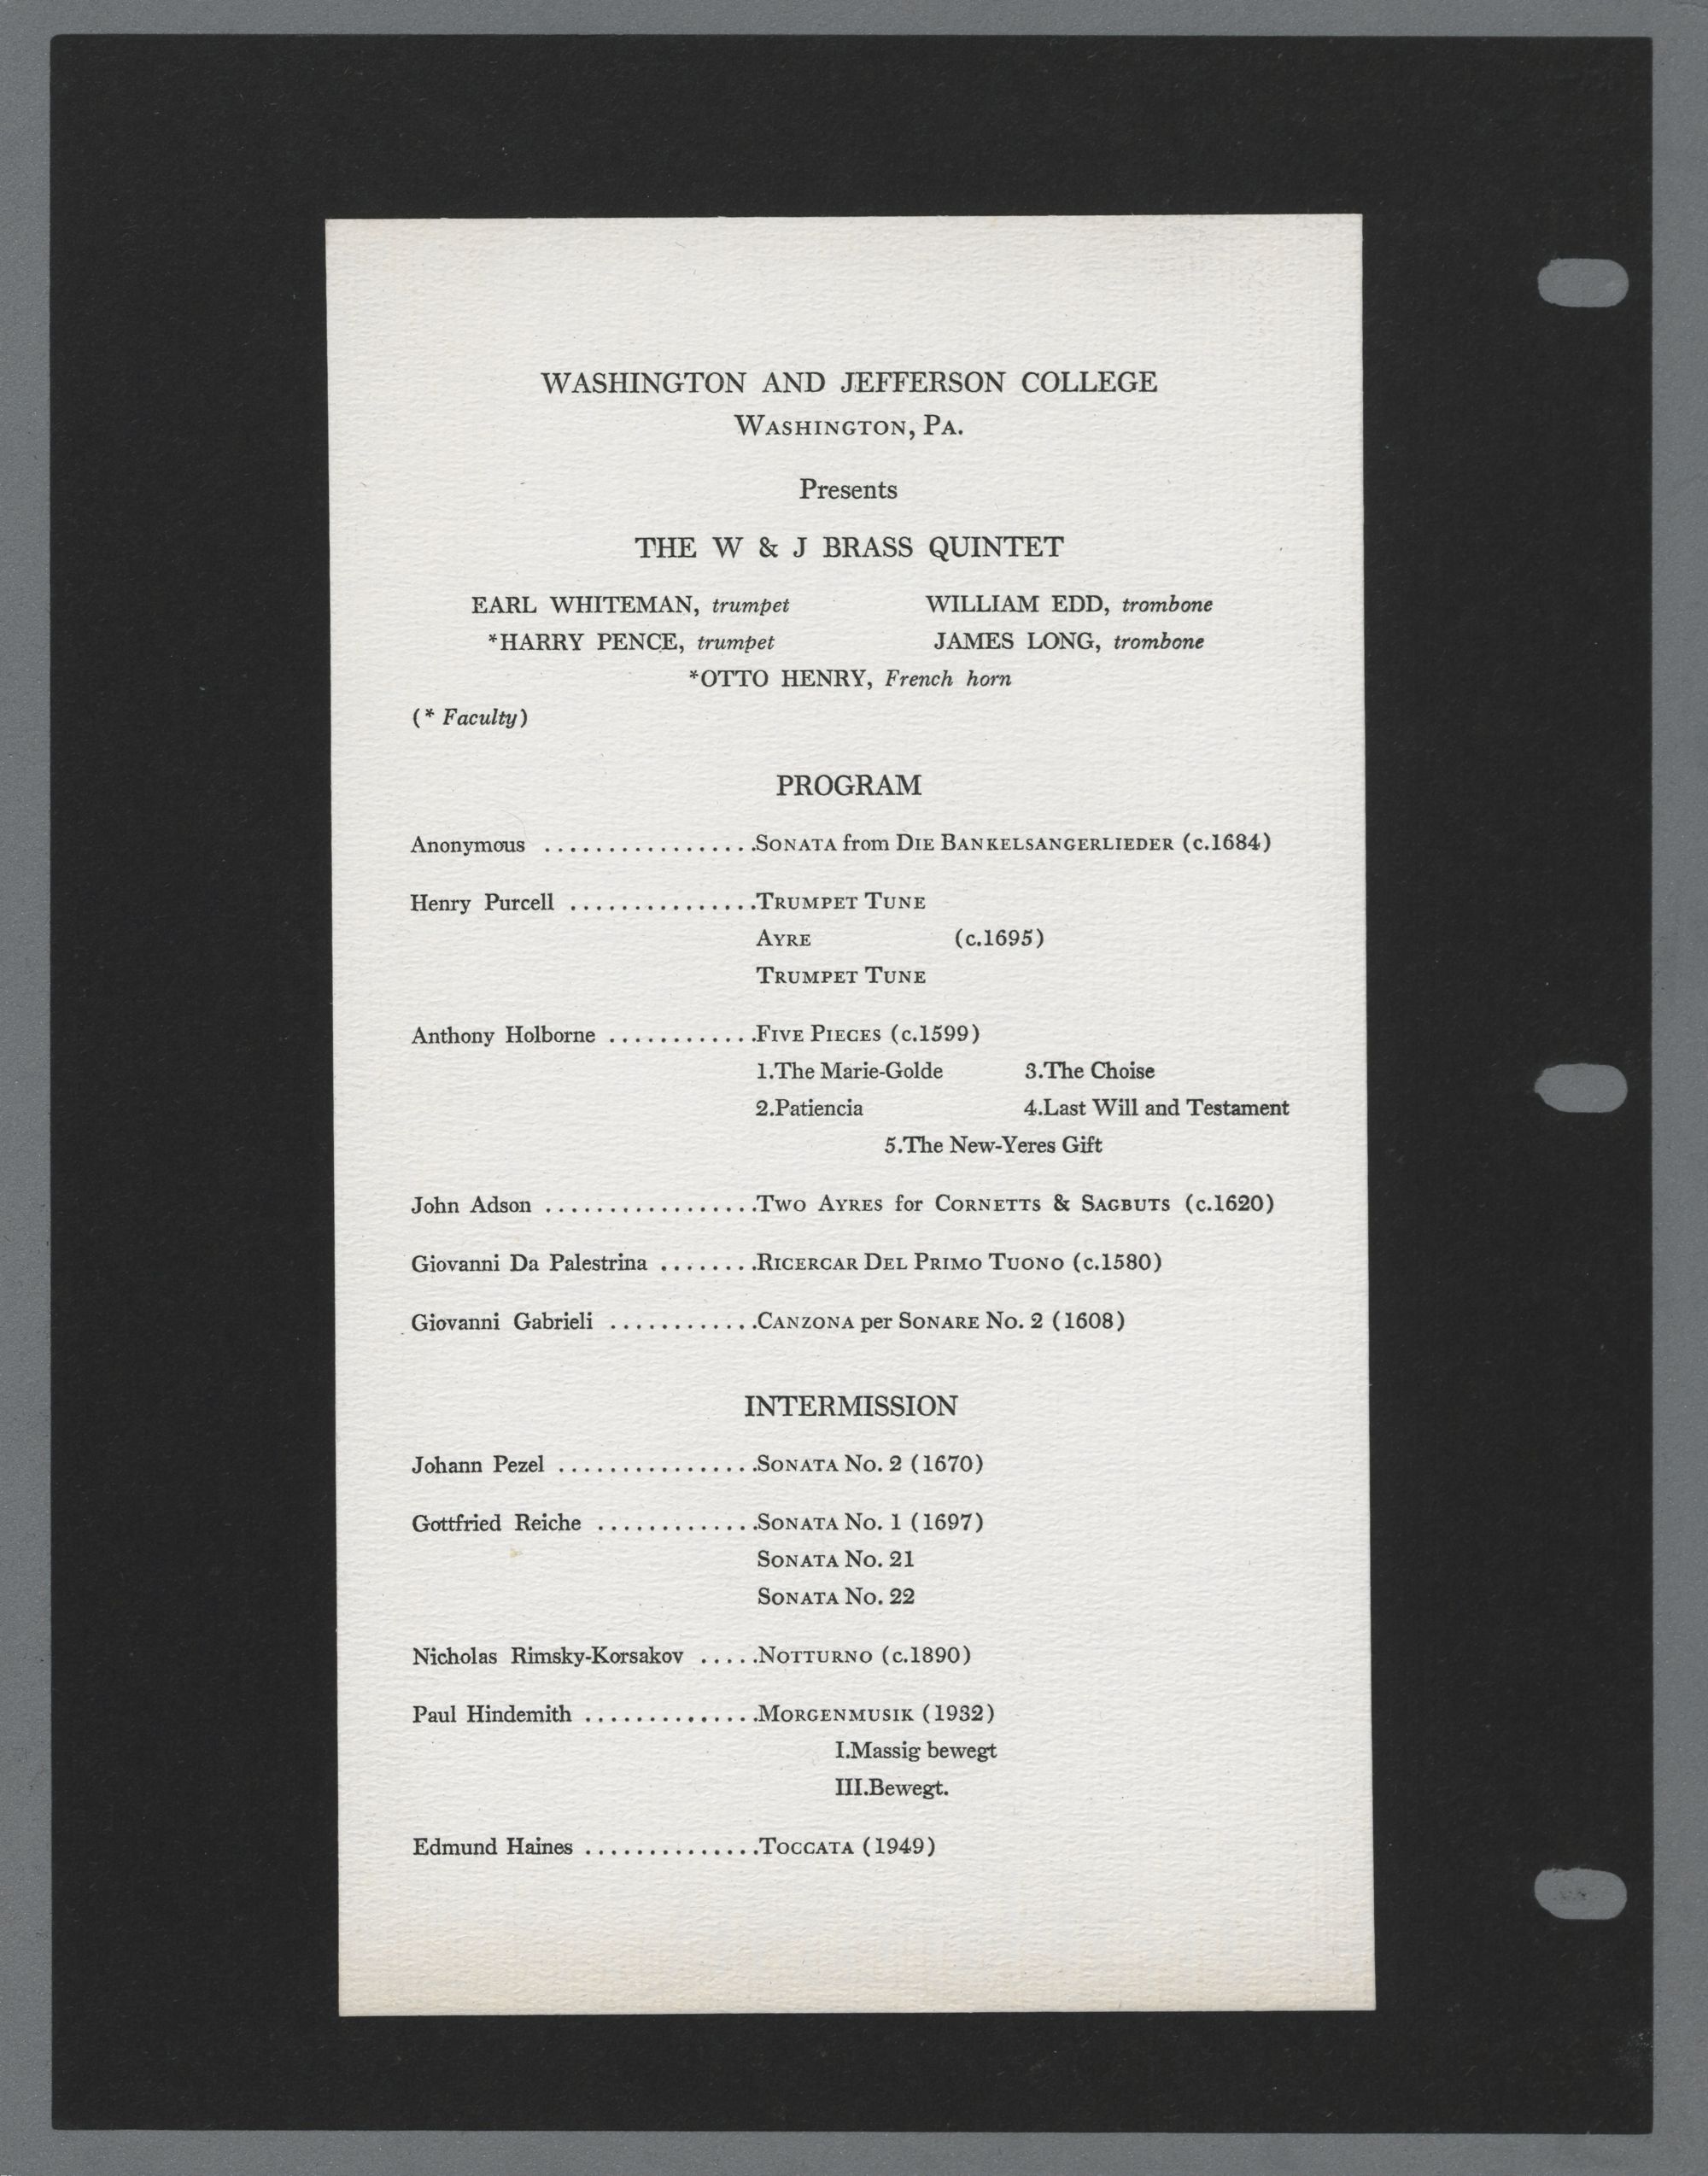 WASHINGTON AND JEFFERSON COLLEGE
WASHINGTON, PA.
Presents
THE W & J BRASS QUINTET
EARL WHITEMAN, trumpet WILLIAM EDD, trombone
*HARRY PENCE, trumpet JAMES LONG, trombone
*OTTO HENRY, French horn
(* Faculty)
PROGRAM
Anonymous .................SONATA from DIE BANKELSANGERLIEDER (c.1684)
Henry Purcell ...............TRUMPET TUNE
AYRE (c.1695)
TRUMPET TUNE
Anthony Holborne ............FIVE PIECES (c.1599)
1.The Marie-Golde 3.The Choise
2.Patiencia 4.Last Will and Testament
5.The New-Yeres Gift
John Adson .................TWO AYRES for CORNETTS & SAGBUTS (c.1620)
Giovanni Da Palestrina ........RICERCAR DEL PRIMO TUONO (c.1580)
Giovanni Gabrieli ............CANZONA per SONARE NO. 2 (1608)
INTERMISSION
Johann Pezel ................SONATA NO. 2 (1670)
Gottfried Reiche .............SONATA NO. 1 (1697)
SONATA NO. 21
SONATA NO. 22
Nicholas Rimsky-Korsakov .....NOTTURNO (c.1890)
Paul Hindemith ..............MORGENMUSIK (1932)
I.Massig bewegt
III.Bewegt.
Edmund Haines ..............TOCCATA (1949)